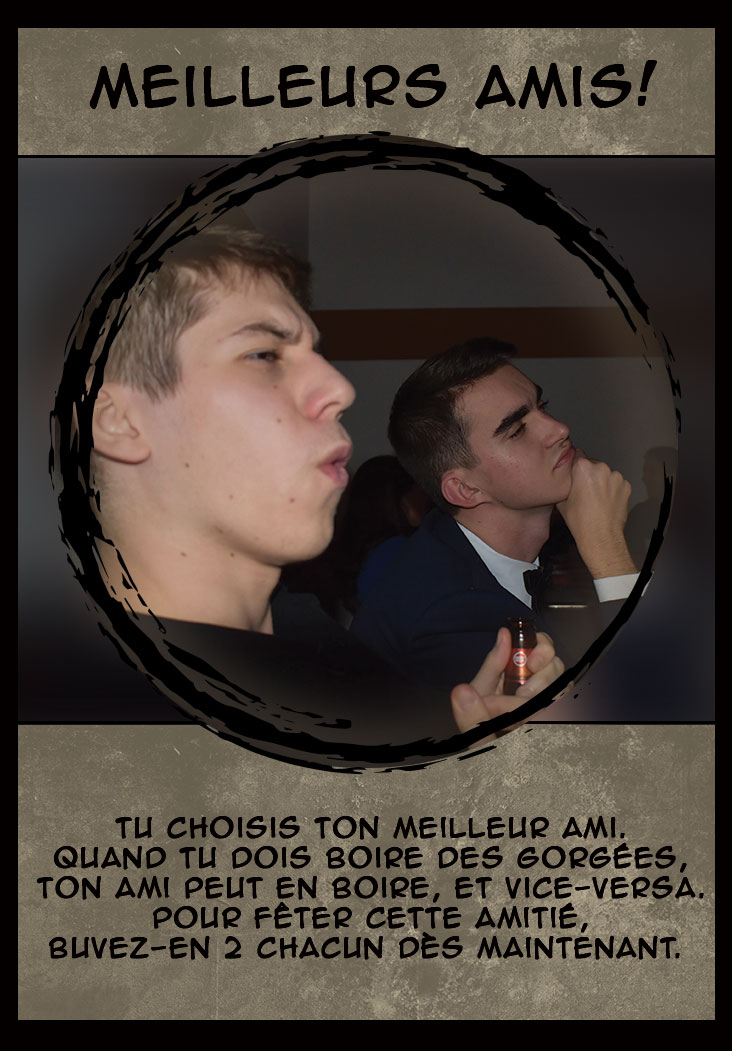 MEILLEURS AMIS!
TU CHOISIS TON MEILLEUR AMI.
QUAND TU DOIS BOIRE DES GORGÉES,
TON AMI PEUT EN BOIRE, ET VICE-VERSA.
POUR FÊTER CETTE AMITIÉ,
BUVEZ-EN 2 CHACUN DÈS MAINTENANT.